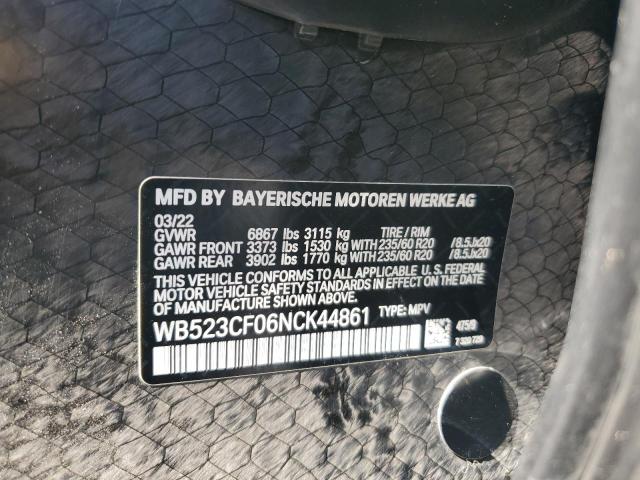 MFD BY BAYERISCHE MOTOREN WERKE AG
03/22
GVWR 6867 lbs 3115 kg TIRE / RIM
GAWR FRONT 3373 lbs 1530 kg WITH 235/60 R20 / 8.5Jx20
GAWR REAR 3902 lbs 1770 kg WITH 235/60 R20 / 8.5Jx20
THIS VEHICLE CONFORMS TO ALL APPLICABLE U.S. FEDERAL
MOTOR VEHICLE SAFETY STANDARDS IN EFFECT ON THE DATE
OF MANUFACTURE SHOWN ABOVE.
WB523CF06NCK44861 TYPE: MPV